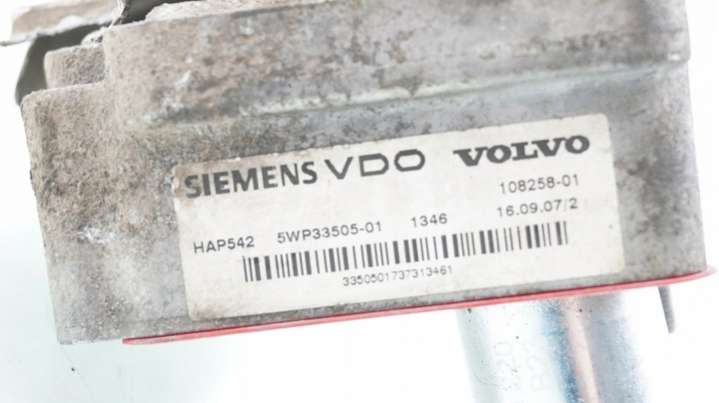 SIEMENS VDO VOLVO
108258-01
HAP542 5WP33505-01 1346 16.09.07/2
3350501737313461